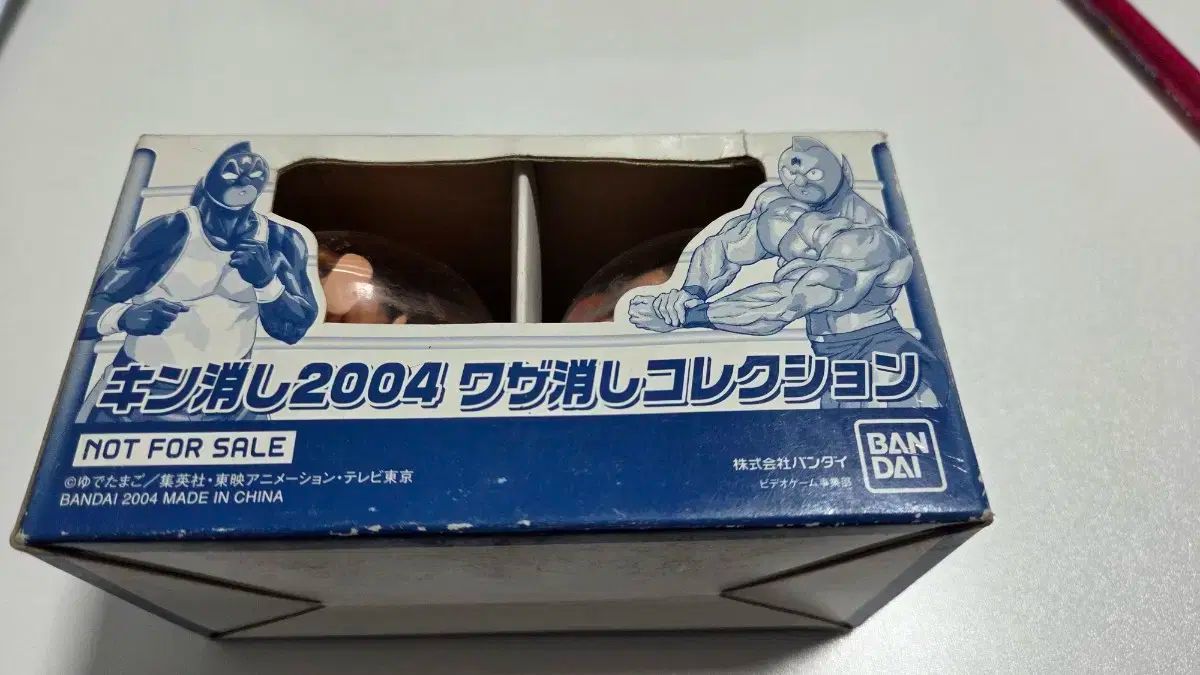 キン消し2004 ワザ消しコレクション
NOT FOR SALE
©ゆでたまご/集英社・東映アニメーション・テレビ東京
BANDAI 2004 MADE IN CHINA
株式会社バンダイ
ビデオゲーム事業部
BAN
DAI